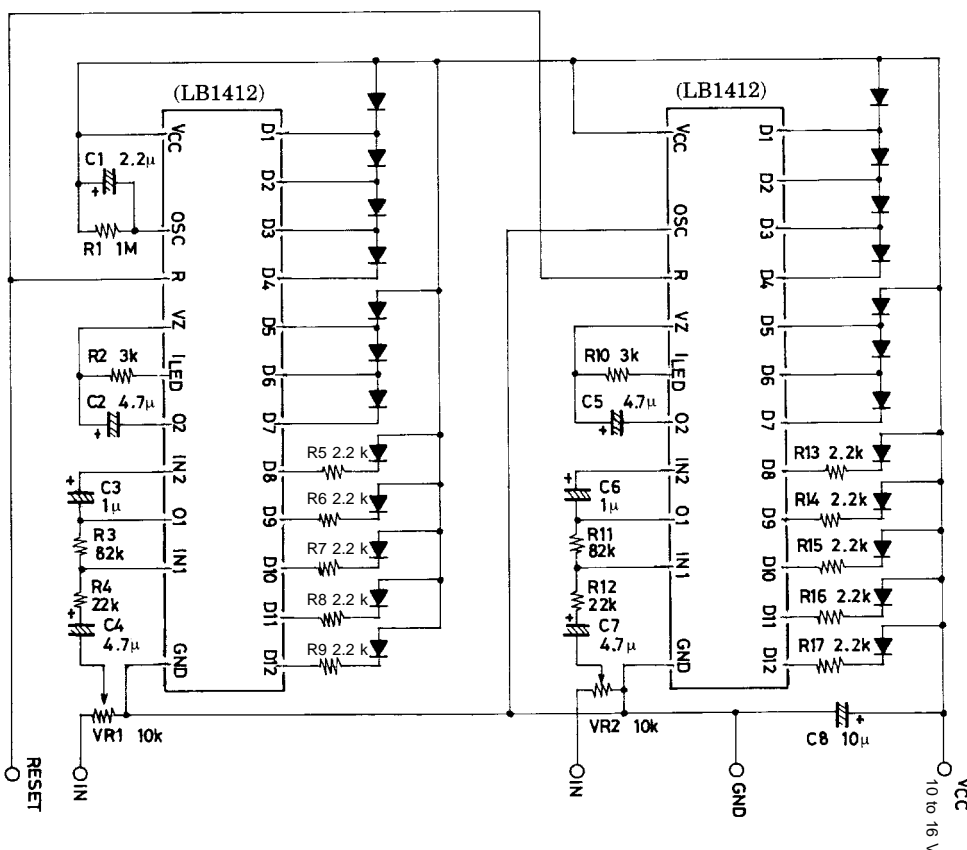 (LB1412)
VCC
OSC
R
VZ
ILED
O2
IN2
O1
IN1
GND
D1
D2
D3
D4
D5
D6
D7
D8
D9
D10
D11
D12
C1 2.2μ
+
R1 1M
R2 3k
C2 4.7μ
+
+
C3
1μ
R3
82k
R4
22k
+
C4
4.7μ
VR1 10k
R5 2.2 k
R6 2.2 k
R7 2.2 k
R8 2.2 k
R9 2.2 k
RESET
IN
(LB1412)
VCC
OSC
R
VZ
ILED
O2
IN2
O1
IN1
GND
D1
D2
D3
D4
D5
D6
D7
D8
D9
D10
D11
D12
R10 3k
C5 4.7μ
+
+
C6
1μ
R11
82k
R12
22k
+
C7
4.7μ
VR2 10k
R13 2.2k
R14 2.2k
R15 2.2k
R16 2.2k
R17 2.2k
C8 10μ
+
IN
GND
VCC
10 to 16 V